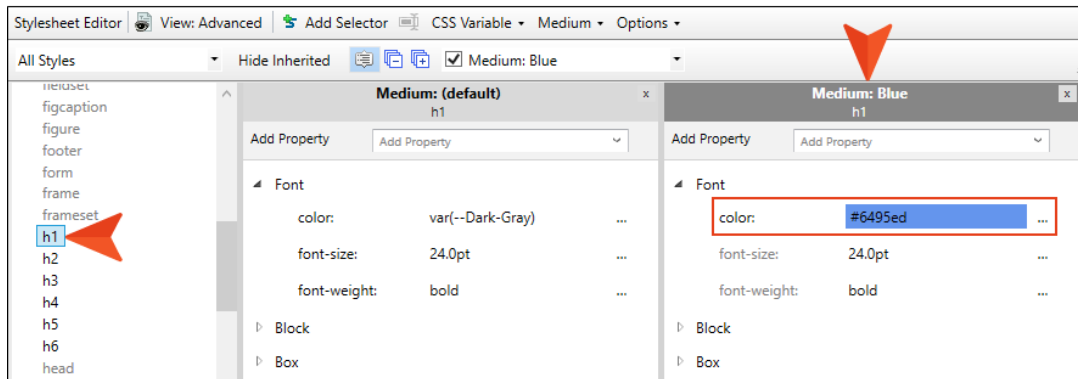 Stylesheet Editor View: Advanced Add Selector CSS Variable Medium Options
All Styles Hide Inherited Medium: Blue
fieldset
figcaption
figure
footer
form
frame
frameset
h1
h2
h3
h4
h5
h6
head
Medium: (default) x
h1
Add Property Add Property
Font
color: var(--Dark-Gray) ...
font-size: 24.0pt ...
font-weight: bold ...
Block
Box
Medium: Blue x
h1
Add Property Add Property
Font
color: #6495ed ...
font-size: 24.0pt ...
font-weight: bold ...
Block
Box